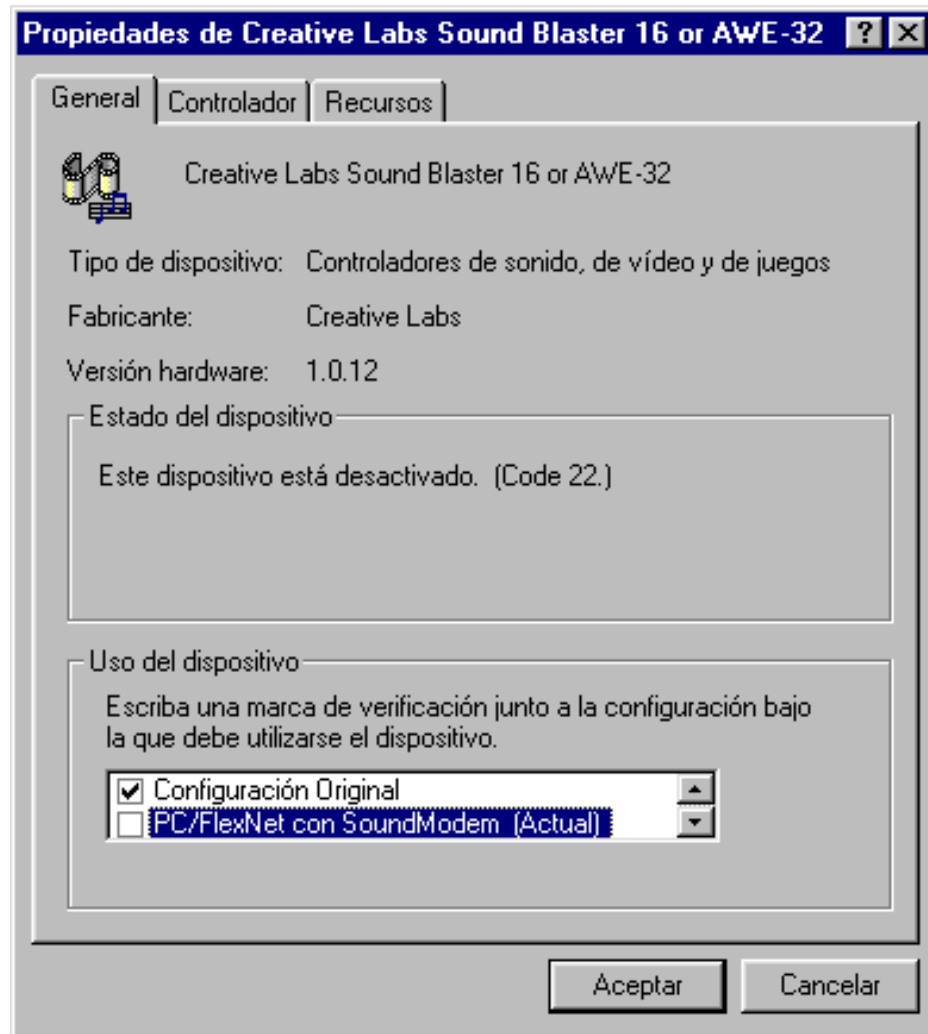 Propiedades de Creative Labs Sound Blaster 16 or AWE-32
General Controlador Recursos
Creative Labs Sound Blaster 16 or AWE-32
Tipo de dispositivo: Controladores de sonido, de vídeo y de juegos
Fabricante: Creative Labs
Versión hardware: 1.0.12
Estado del dispositivo
Este dispositivo está desactivado. (Code 22.)
Uso del dispositivo
Escriba una marca de verificación junto a la configuración bajo
la que debe utilizarse el dispositivo.
Configuración Original
PC/FlexNet con SoundModem (Actual)
Aceptar Cancelar